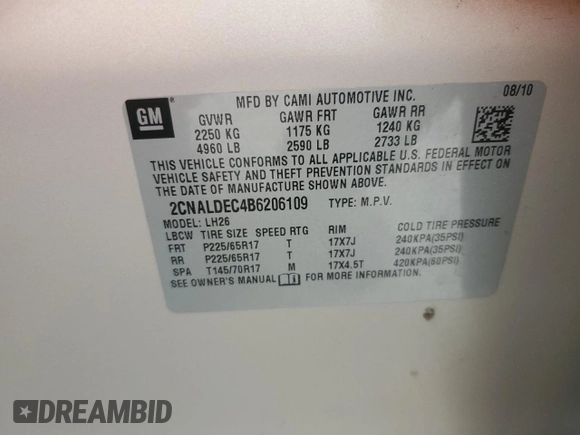 GM
MFD BY CAMI AUTOMOTIVE INC. 08/10
GVWR GAWR FRT GAWR RR
2250 KG 1175 KG 1240 KG
4960 LB 2590 LB 2733 LB
THIS VEHICLE CONFORMS TO ALL APPLICABLE U.S. FEDERAL MOTOR
VEHICLE SAFETY AND THEFT PREVENTION STANDARDS IN EFFECT ON
THE DATE OF MANUFACTURE SHOWN ABOVE.
2CNALDEC4B6206109 TYPE: M.P.V.
MODEL: LH26
LBCW TIRE SIZE SPEED RTG RIM COLD TIRE PRESSURE
FRT P225/65R17 T 17X7J 240KPA(35PSI)
RR P225/65R17 T 17X7J 240KPA(35PSI)
SPA T145/70R17 M 17X4.5T 420KPA(60PSI)
SEE OWNER'S MANUAL FOR MORE INFORMATION
DREAMBID